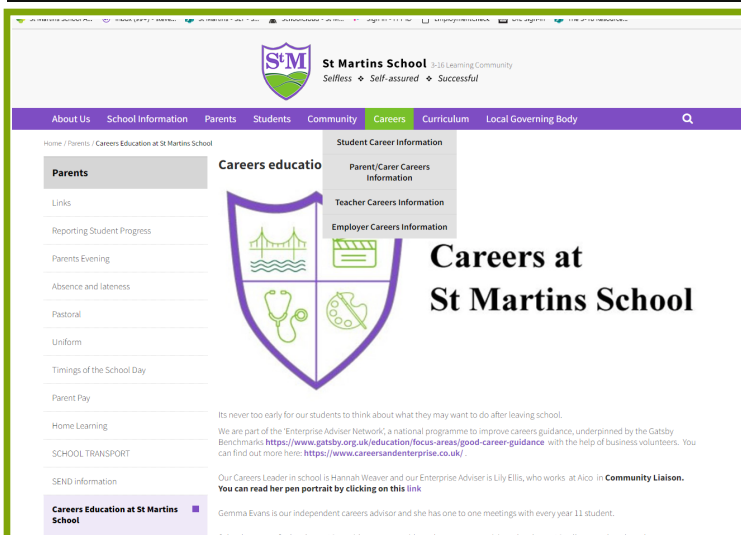 StM
St Martins School 3-16 Learning Community
Selfless ❖ Self-assured ❖ Successful
About Us School Information Parents Students Community Careers Curriculum Local Governing Body
Home / Parents / Careers Education at St Martins School
Student Career Information
Parent/Carer Careers
Information
Teacher Careers Information
Employer Careers Information
Parents
Links
Reporting Student Progress
Parents Evening
Absence and lateness
Pastoral
Uniform
Timings of the School Day
Parent Pay
Home Learning
SCHOOL TRANSPORT
SEND information
Careers Education at St Martins
School
Careers educatio
Careers at
St Martins School
Its never too early for our students to think about what they may want to do after leaving school.
We are part of the 'Enterprise Adviser Network', a national programme to improve careers guidance, underpinned by the Gatsby
Benchmarks https://www.gatsby.org.uk/education/focus-areas/good-career-guidance with the help of business volunteers. You
can find out more here: https://www.careersandenterprise.co.uk/ .
Our Careers Leader in school is Hannah Weaver and our Enterprise Adviser is Lily Ellis, who works at Aico in Community Liaison.
You can read her pen portrait by clicking on this link
Gemma Evans is our independent careers advisor and she has one to one meetings with every year 11 student.